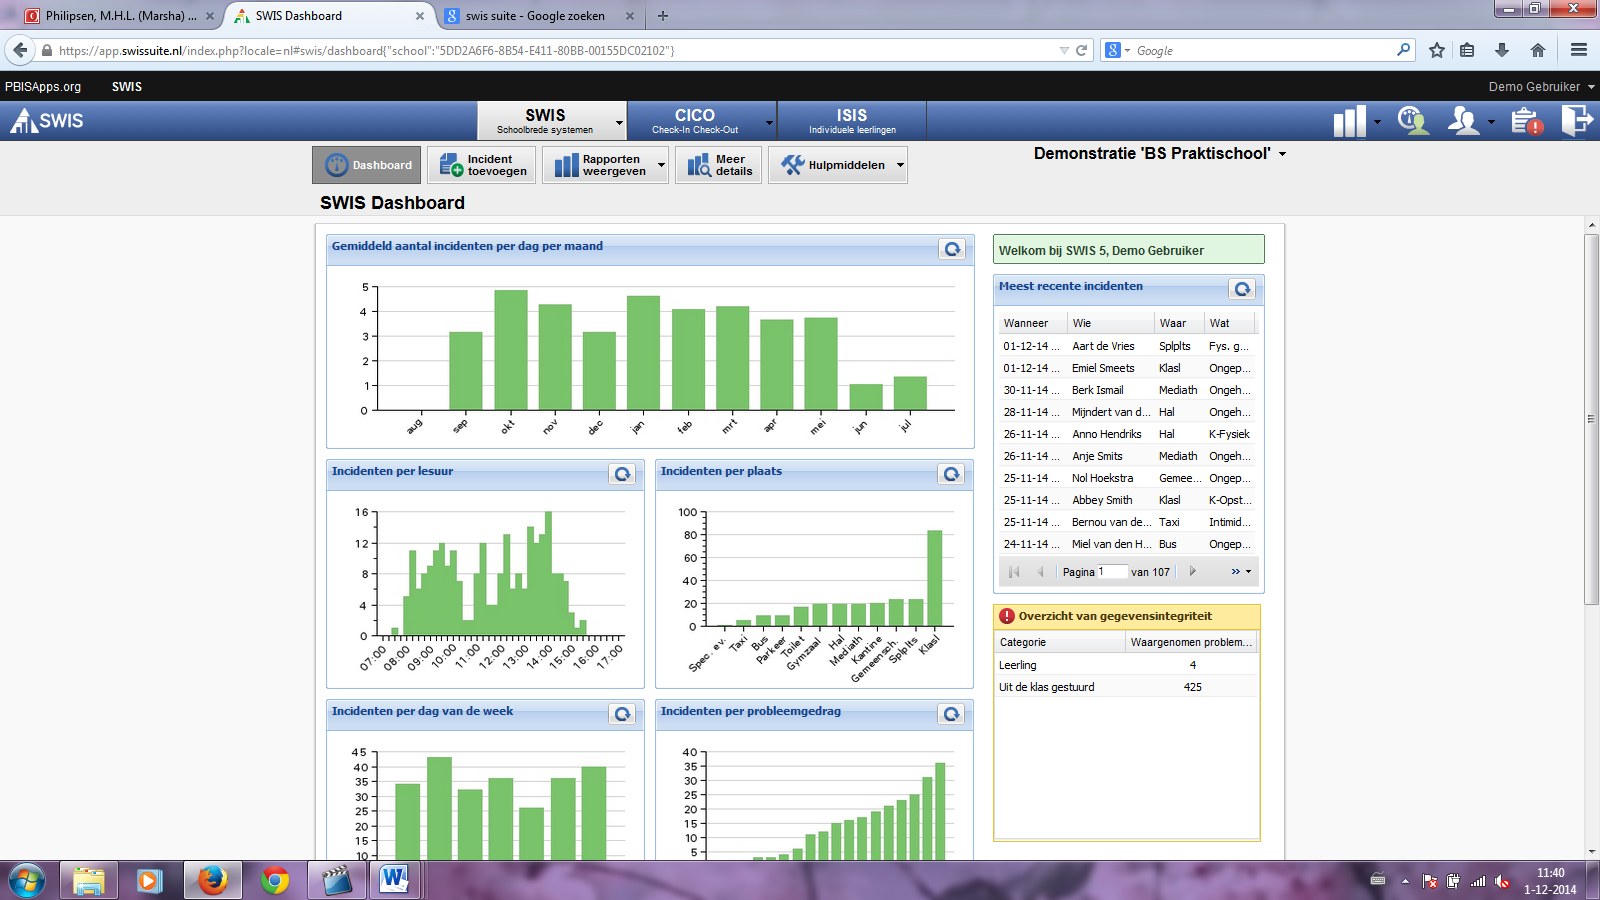 Philipsen, M.H.L. (Marsha) ...
SWIS Dashboard
swis suite - Google zoeken
https://app.swissuite.nl/index.php?locale=nl#swis/dashboard{"school":"5DD2A6F6-8B54-E411-80BB-00155DC02102"}
Google
PBISApps.org
SWIS
Demo Gebruiker
SWIS
SWIS
Schoolbrede systemen
CICO
Check-In Check-Out
ISIS
Individuele leerlingen
Dashboard
Incident toevoegen
Rapporten weergeven
Meer details
Hulpmiddelen
Demonstratie 'BS Praktischool'
SWIS Dashboard
Gemiddeld aantal incidenten per dag per maand
5
4
3
2
1
0
aug sep okt nov dec jan feb mrt apr mei jun jul
Incidenten per lesuur
16
12
8
4
0
07:00 08:00 09:00 10:00 11:00 12:00 13:00 14:00 15:00 16:00 17:00
Incidenten per plaats
100
80
60
40
20
0
Spec. ev. Taxi Bus Parkeer Toilet Gymzaal Hal Mediath Kantine Gemeensch. Splplts Klasl
Incidenten per dag van de week
45
40
35
30
25
20
15
10
Incidenten per probleemgedrag
40
35
30
25
20
15
10
5
Welkom bij SWIS 5, Demo Gebruiker
Meest recente incidenten
Wanneer Wie Waar Wat
01-12-14 ... Aart de Vries Splplts Fys. g...
01-12-14 ... Emiel Smeets Klasl Ongep...
30-11-14 ... Berk Ismail Mediath Ongeh...
28-11-14 ... Mijndert van d... Hal Ongeh...
26-11-14 ... Anno Hendriks Hal K-Fysiek
26-11-14 ... Anje Smits Mediath Ongeh...
25-11-14 ... Nol Hoekstra Gemee... Ongep...
25-11-14 ... Abbey Smith Klasl K-Opst...
25-11-14 ... Bernou van de... Taxi Intimid...
24-11-14 ... Miel van den H... Bus Ongep...
Pagina 1 van 107
Overzicht van gegevensintegriteit
Categorie Waargenomen problem...
Leerling 4
Uit de klas gestuurd 425
11:40
1-12-2014